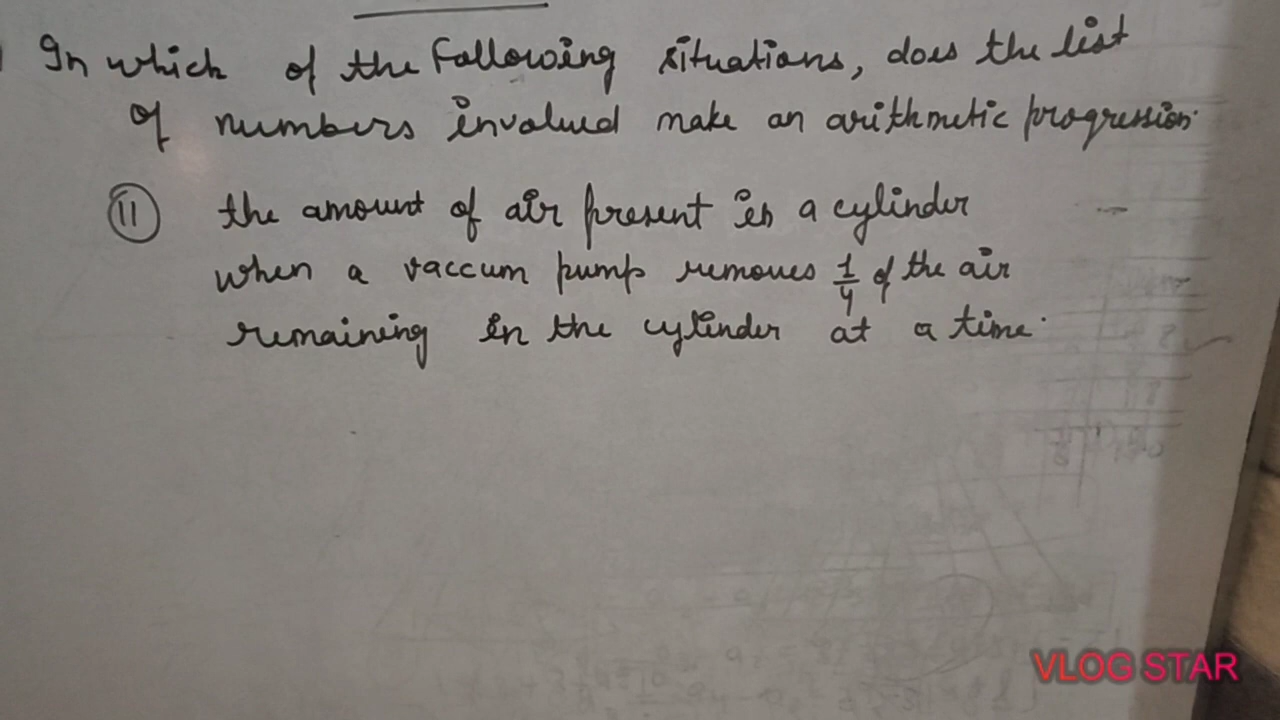 In which of the following situations, does the list
of numbers involved make an arithmetic progression.
(11) the amount of air present in a cylinder
when a vaccum pump removes 1/4 of the air
remaining in the cylinder at a time.
VLOG STAR